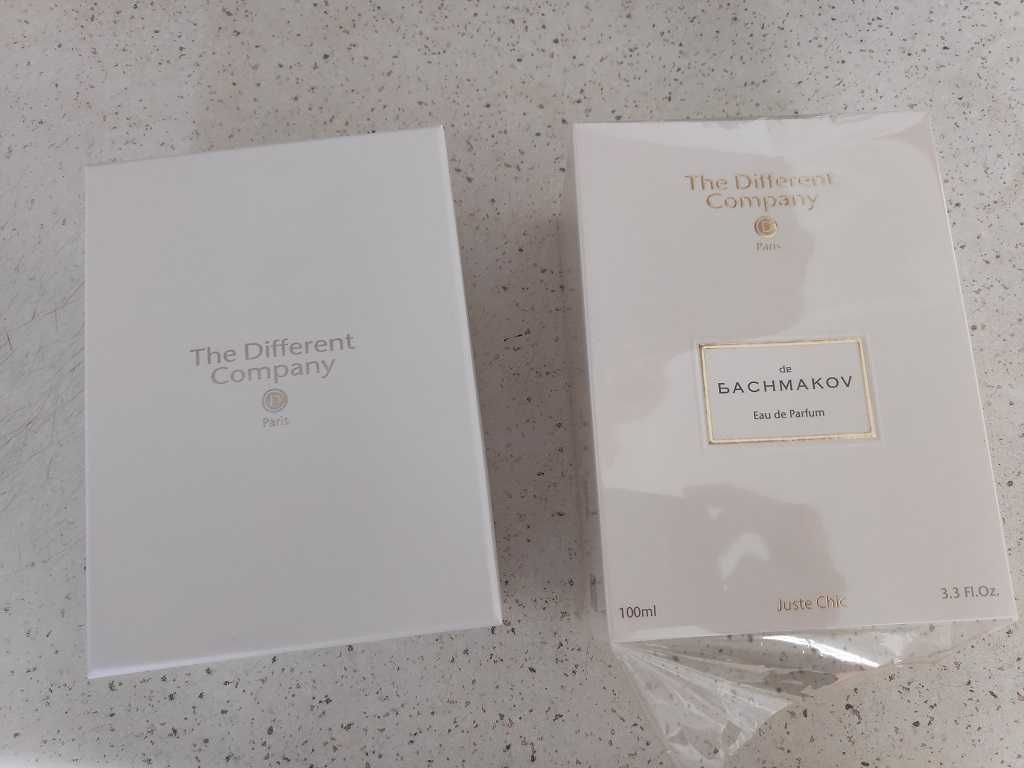 The Different
Company
D
Paris
The Different
Company
D
Paris
de
БACHMAKOV
Eau de Parfum
100ml
Juste Chic
3.3 Fl.Oz.